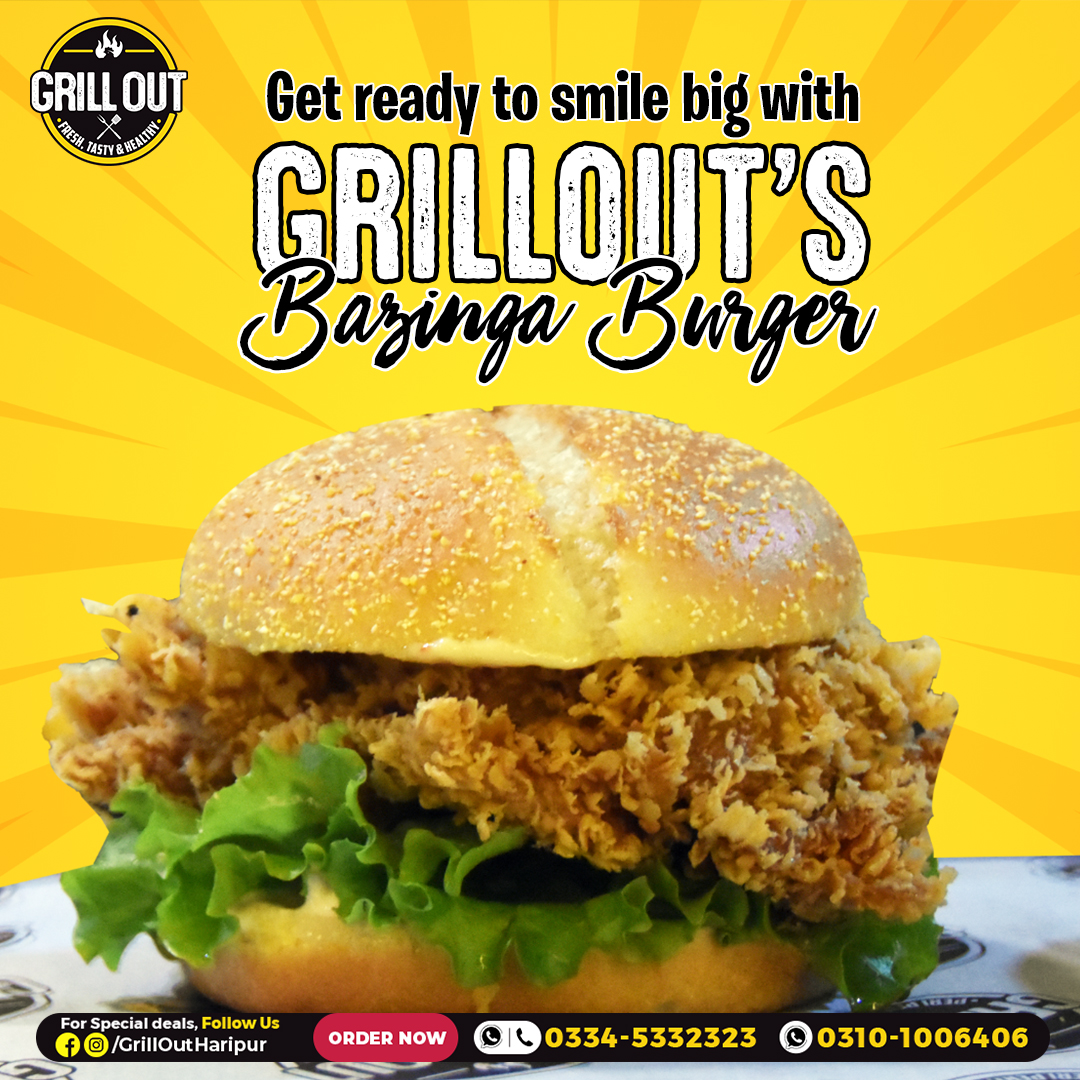 GRILL OUT
FRESH, TASTY & HEALTHY
Get ready to smile big with
GRILLOUT'S
Bazinga Burger
For Special deals, Follow Us
/GrillOutHaripur
ORDER NOW
0334-5332323
0310-1006406